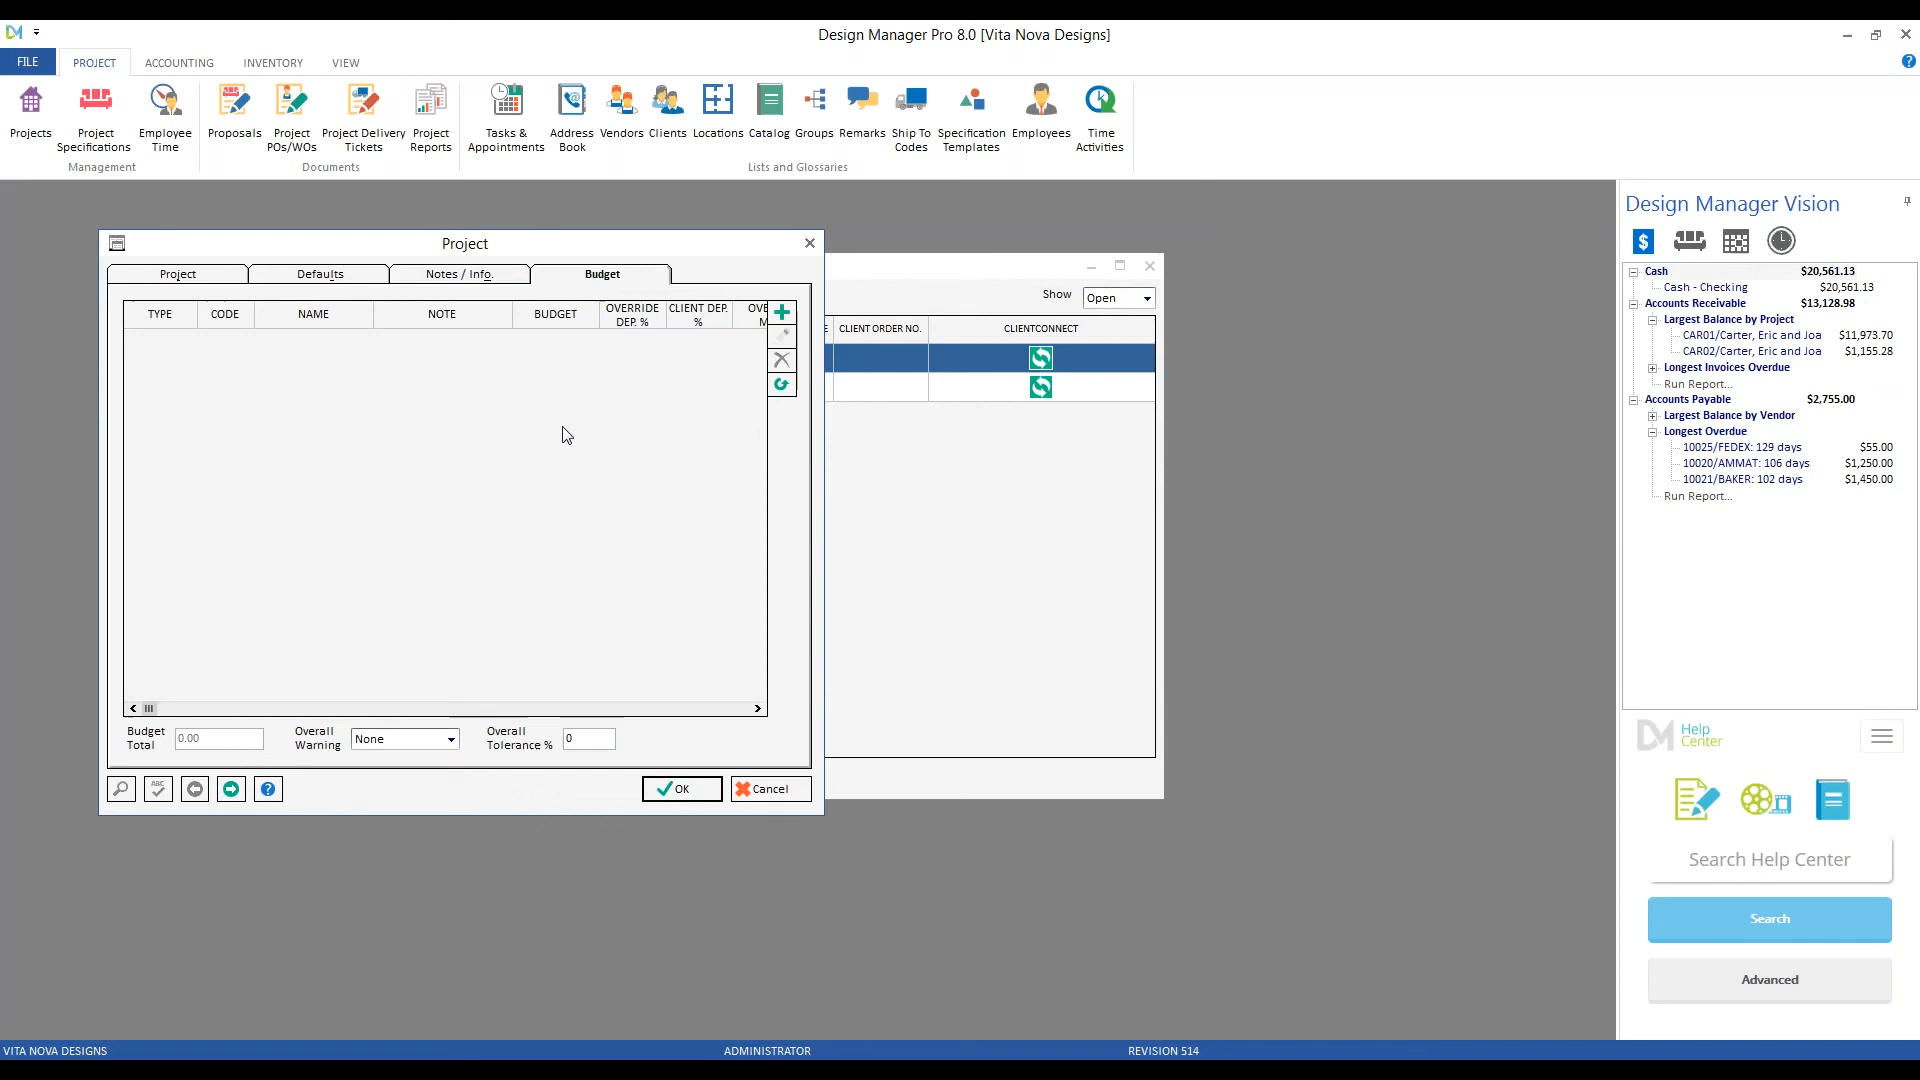 Design Manager Pro 8.0 [Vita Nova Designs]
FILE PROJECT ACCOUNTING INVENTORY VIEW
Projects
Project Specifications
Employee Time
Management
Proposals
Project POs/WOs
Project Delivery Tickets
Project Reports
Documents
Tasks & Appointments
Address Book
Vendors
Clients
Locations
Catalog
Groups
Remarks
Ship To Codes
Specification Templates
Employees
Time Activities
Lists and Glossaries
Project
Project Defaults Notes / Info. Budget
TYPE CODE NAME NOTE BUDGET OVERRIDE DEP. % CLIENT DEP. % OVE M
Budget Total 0.00 Overall Warning None Overall Tolerance % 0
ABC
OK Cancel
Show Open
E CLIENT ORDER NO. CLIENTCONNECT
Design Manager Vision
$
Cash $20,561.13
Cash - Checking $20,561.13
Accounts Receivable $13,128.98
Largest Balance by Project
CAR01/Carter, Eric and Joa $11,973.70
CAR02/Carter, Eric and Joa $1,155.28
Longest Invoices Overdue
Run Report...
Accounts Payable $2,755.00
Largest Balance by Vendor
Longest Overdue
10025/FEDEX: 129 days $55.00
10020/AMMAT: 106 days $1,250.00
10021/BAKER: 102 days $1,450.00
Run Report...
DM Help Center
Search Help Center
Search
Advanced
VITA NOVA DESIGNS ADMINISTRATOR REVISION 514